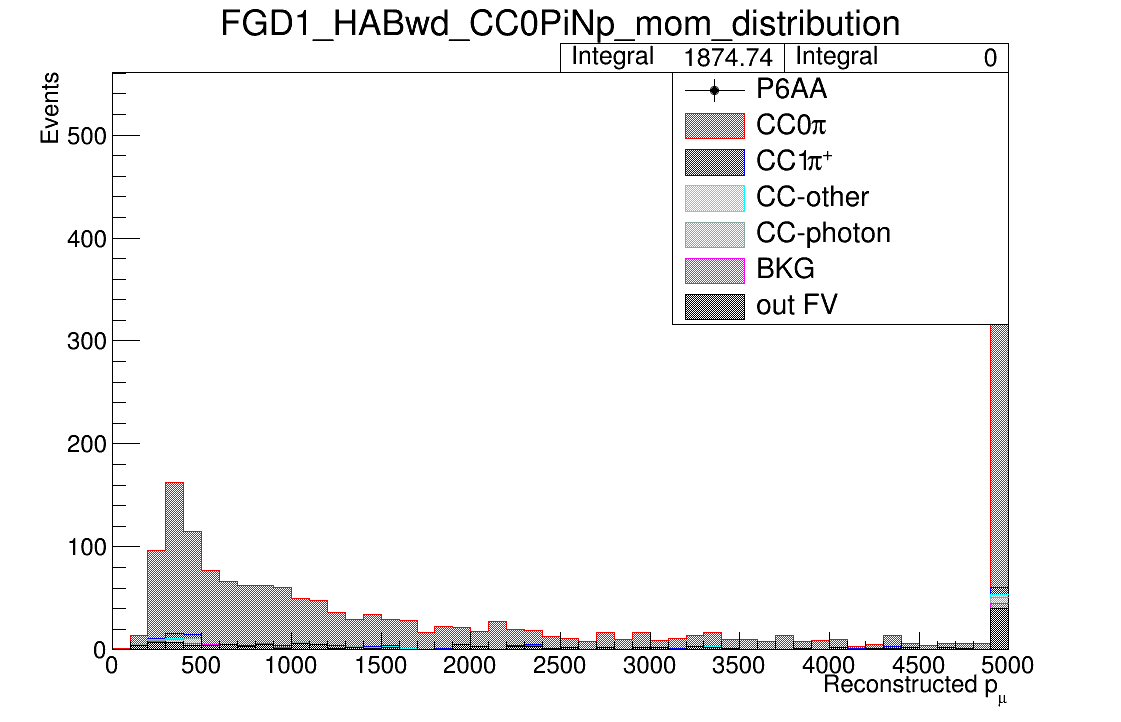 FGD1_HABwd_CC0PiNp_mom_distribution
Integral 1874.74 Integral 0
Events
P6AA
CC0π
CC1π⁺
CC-other
CC-photon
BKG
out FV
500
400
300
200
100
0
0 500 1000 1500 2000 2500 3000 3500 4000 4500 5000
Reconstructed pμ